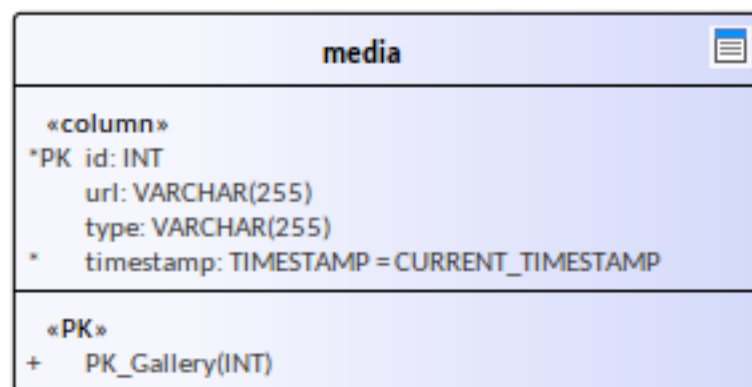 media
«column»
*PK id: INT
url: VARCHAR(255)
type: VARCHAR(255)
* timestamp: TIMESTAMP = CURRENT_TIMESTAMP
«PK»
+ PK_Gallery(INT)